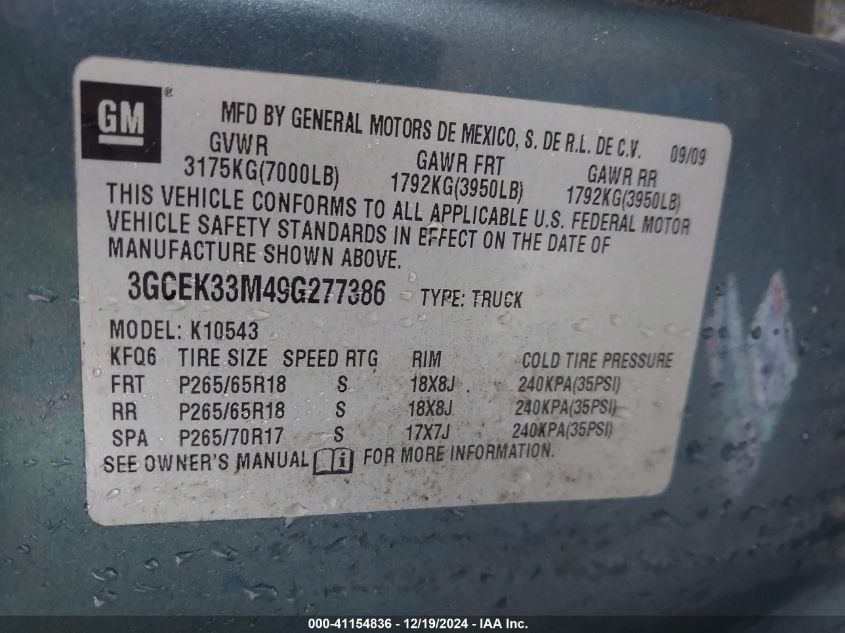 GM ® MFD BY GENERAL MOTORS DE MEXICO, S. DE R.L. DE C.V. 09/09
GVWR GAWR FRT GAWR RR
3175KG(7000LB) 1792KG(3950LB) 1792KG(3950LB)
THIS VEHICLE CONFORMS TO ALL APPLICABLE U.S. FEDERAL MOTOR
VEHICLE SAFETY STANDARDS IN EFFECT ON THE DATE OF
MANUFACTURE SHOWN ABOVE.
3GCEK33M49G277386 TYPE: TRUCK
MODEL: K10543
KFQ6 TIRE SIZE SPEED RTG RIM COLD TIRE PRESSURE
FRT P265/65R18 S 18X8J 240KPA(35PSI)
RR P265/65R18 S 18X8J 240KPA(35PSI)
SPA P265/70R17 S 17X7J 240KPA(35PSI)
SEE OWNER'S MANUAL i FOR MORE INFORMATION.
000-41154836 - 12/19/2024 - IAA Inc.